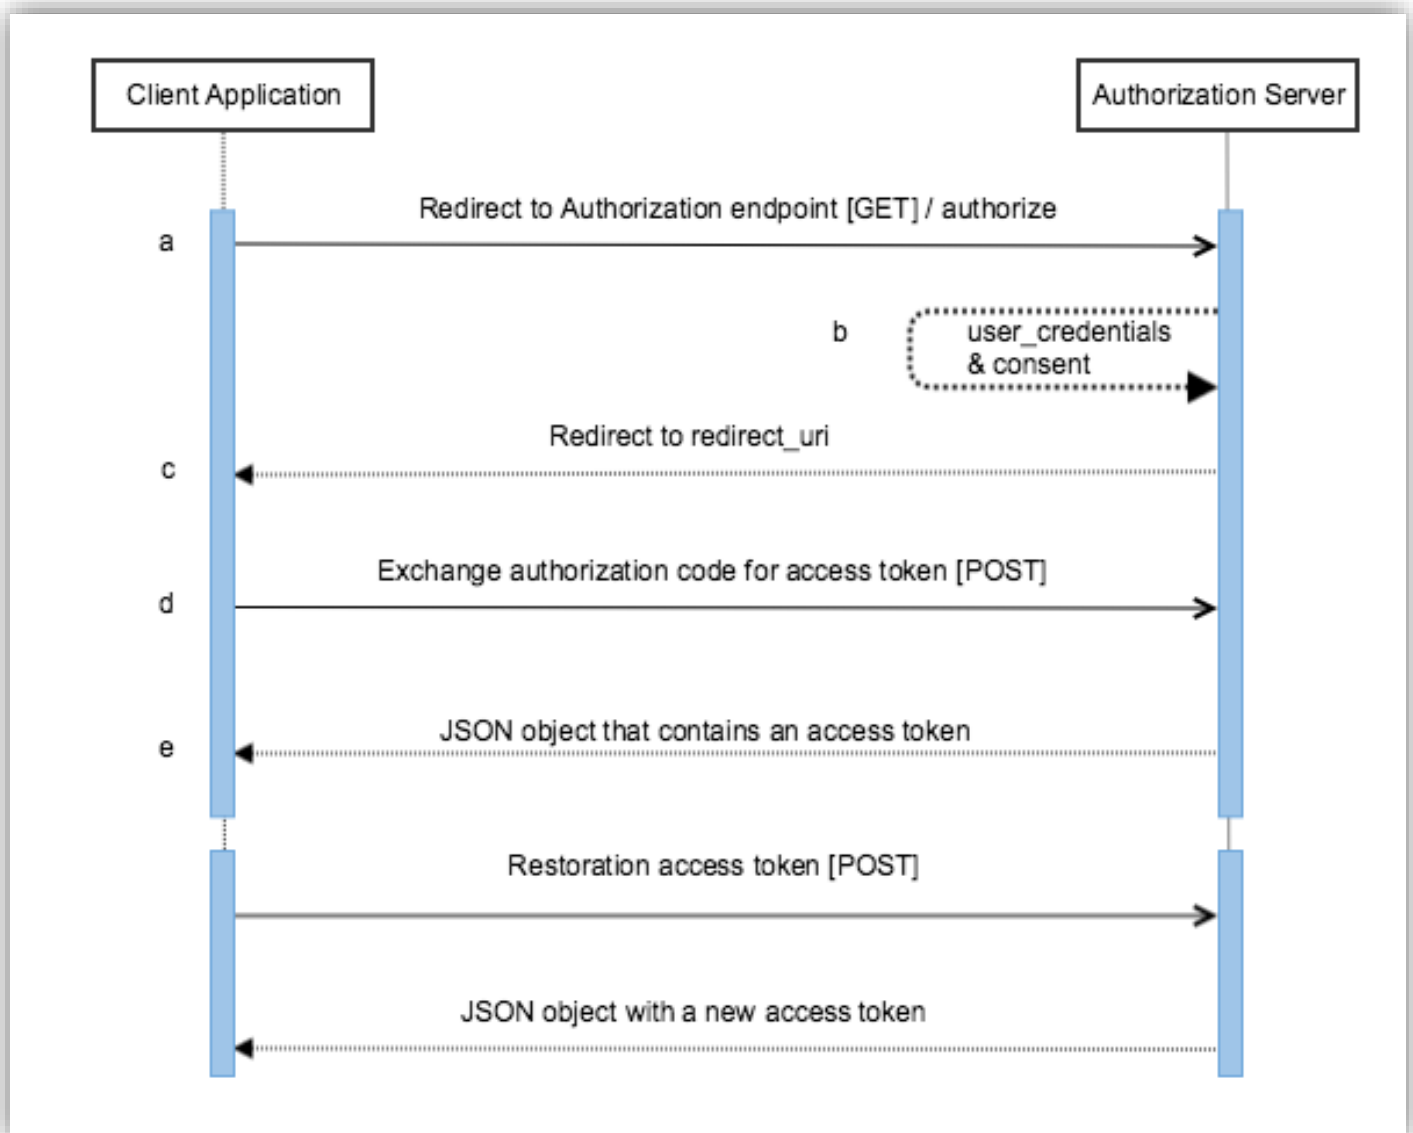 Client Application
Authorization Server
Redirect to Authorization endpoint [GET] / authorize
a
b
user_credentials
& consent
Redirect to redirect_uri
c
Exchange authorization code for access token [POST]
d
JSON object that contains an access token
e
Restoration access token [POST]
JSON object with a new access token